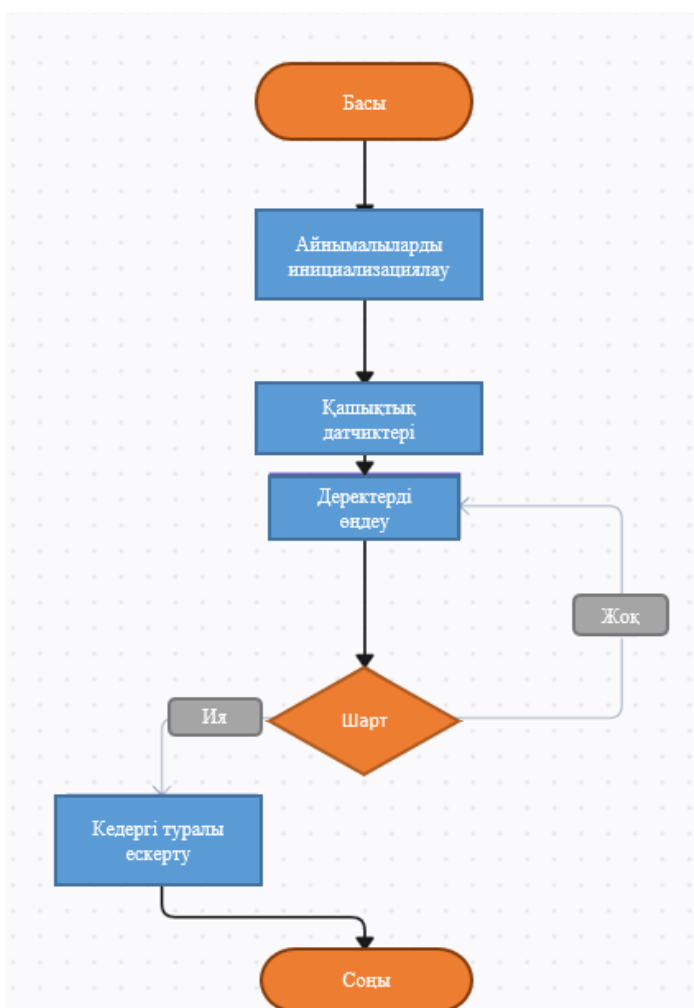 Басы
Айнымалыларды
инициализациялау
Қашықтық
датчиктері
Деректерді
өңдеу
Жоқ
Ия
Шарт
Кедергі туралы
ескерту
Соңы